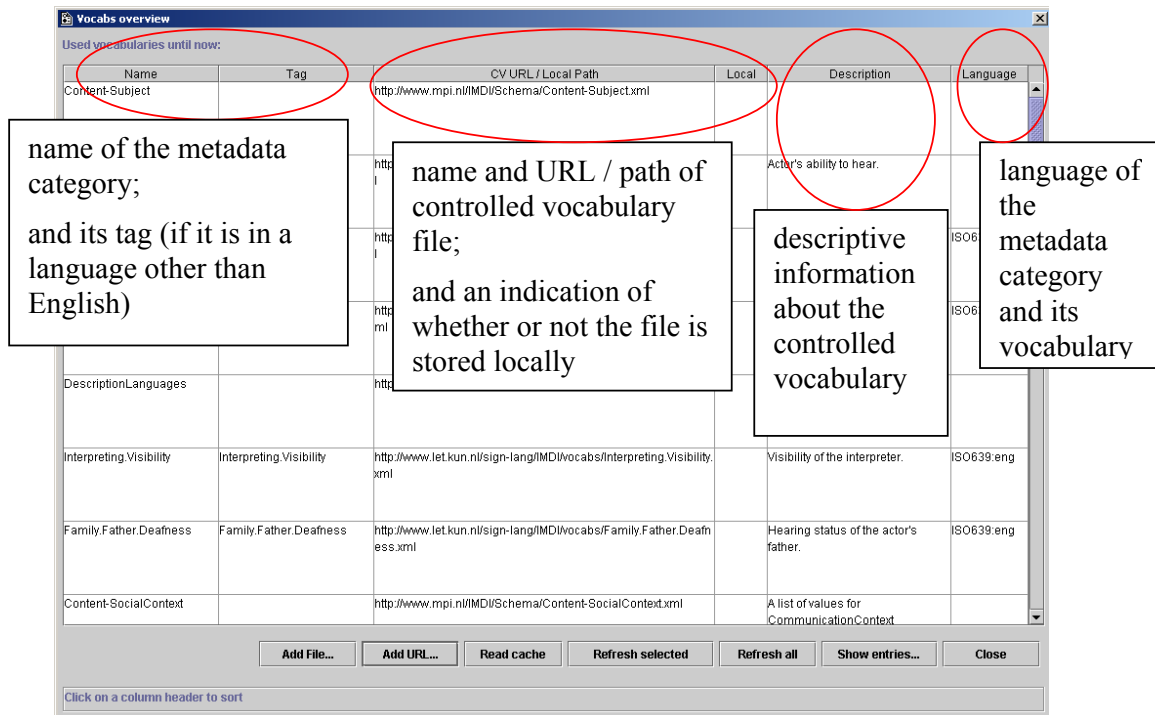 Vocabs overview
Used vocabularies until now:
Name Tag CV URL / Local Path Local Description Language
Content-Subject http://www.mpi.nl/IMDI/Schema/Content-Subject.xml
name of the metadata
category;
and its tag (if it is in a
language other than
English)
name and URL / path of
controlled vocabulary
file;
and an indication of
whether or not the file is
stored locally
Actor's ability to hear.
descriptive
information
about the
controlled
vocabulary
language of
the
metadata
category
and its
vocabulary
http
l
http
l
ISO6
http
ml
ISO6
DescriptionLanguages http
Interpreting.Visibility Interpreting.Visibility http://www.let.kun.nl/sign-lang/IMDI/vocabs/Interpreting.Visibility. Visibility of the interpreter. ISO639:eng
xml
Family.Father.Deafness Family.Father.Deafness http://www.let.kun.nl/sign-lang/IMDI/vocabs/Family.Father.Deafn Hearing status of the actor's ISO639:eng
ess.xml father.
Content-SocialContext http://www.mpi.nl/IMDI/Schema/Content-SocialContext.xml A list of values for
CommunicationContext
Add File... Add URL... Read cache Refresh selected Refresh all Show entries... Close
Click on a column header to sort